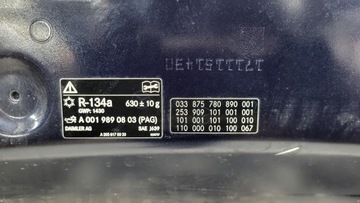 R-134a 630 ± 10 g
GWP: 1430
A 001 989 08 03 (PAG)
DAIMLER AG SAE J639
033 875 780 890 001
253 909 101 001 001
101 001 101 100 010
110 000 010 100 067